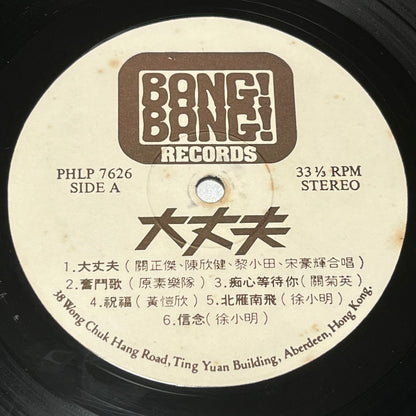 BANG!
BANG!
RECORDS
PHLP 7626
SIDE A
33 ⅓ RPM
STEREO
大丈夫
1.大丈夫(關正傑、陳欣健、黎小田、宋豪輝合唱)
2.奮鬥歌(原素樂隊) 3.痴心等待你(關菊英)
4.祝福(黃愷欣) 5.北雁南飛(徐小明)
6.信念(徐小明)
38 Wong Chuk Hang Road, Ting Yuan Building, Aberdeen, Hong Kong.